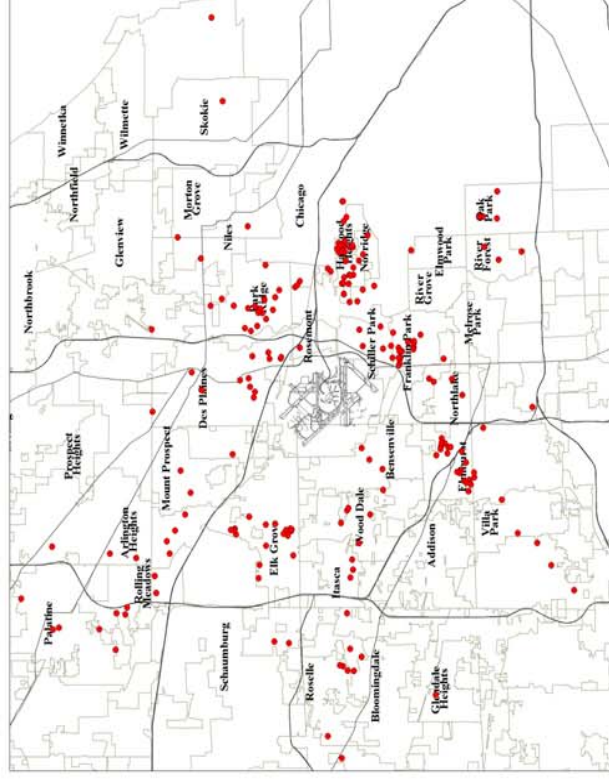 Palatine
Northbrook
Winnetka
Northfield
Prospect
Heights
Glenview
Wilmette
Arlington
Heights
Rolling
Meadows
Mount Prospect
Morton
Grove
Des Plaines
Skokie
Schaumburg
Niles
Park
Ridge
Elk Grove
Chicago
Roselle
Rosemont
Itasca
Harwood
Heights
Wood Dale
Norridge
Schiller Park
Bloomingdale
Bensenville
Franklin Park
River
Grove
Addison
Elmwood
Park
Glendale
Heights
Northlake
Elmhurst
Melrose
Park
River
Forest
Oak
Park
Villa
Park